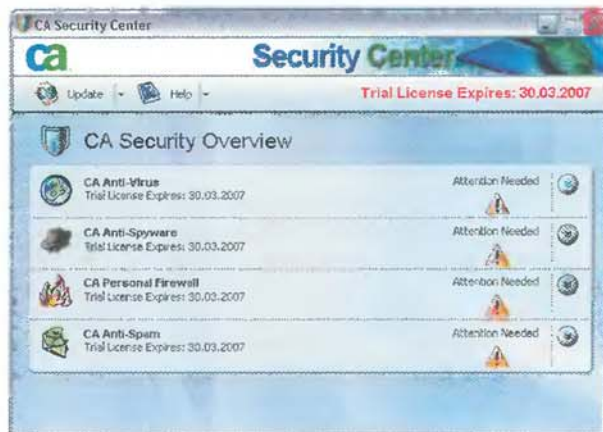 CA Security Center
ca
Security Center
Update Help Trial License Expires: 30.03.2007
CA Security Overview
CA Anti-Virus Attention Needed
Trial License Expires: 30.03.2007
CA Anti-Spyware Attention Needed
Trial License Expires: 30.03.2007
CA Personal Firewall Attention Needed
Trial License Expires: 30.03.2007
CA Anti-Spam Attention Needed
Trial License Expires: 30.03.2007